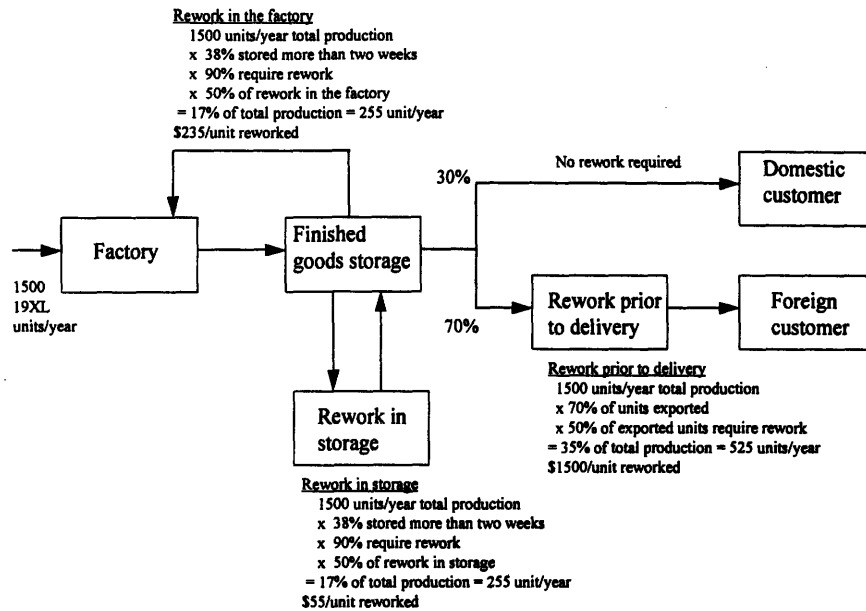 Rework in the factory
1500 units/year total production
x 38% stored more than two weeks
x 90% require rework
x 50% of rework in the factory
= 17% of total production = 255 unit/year
$235/unit reworked
No rework required
30%
Domestic
customer
Factory
Finished
goods storage
1500
19XL
units/year
70%
Rework prior
to delivery
Foreign
customer
Rework prior to delivery
1500 units/year total production
x 70% of units exported
x 50% of exported units require rework
= 35% of total production = 525 units/year
$1500/unit reworked
Rework in
storage
Rework in storage
1500 units/year total production
x 38% stored more than two weeks
x 90% require rework
x 50% of rework in storage
= 17% of total production = 255 unit/year
$55/unit reworked